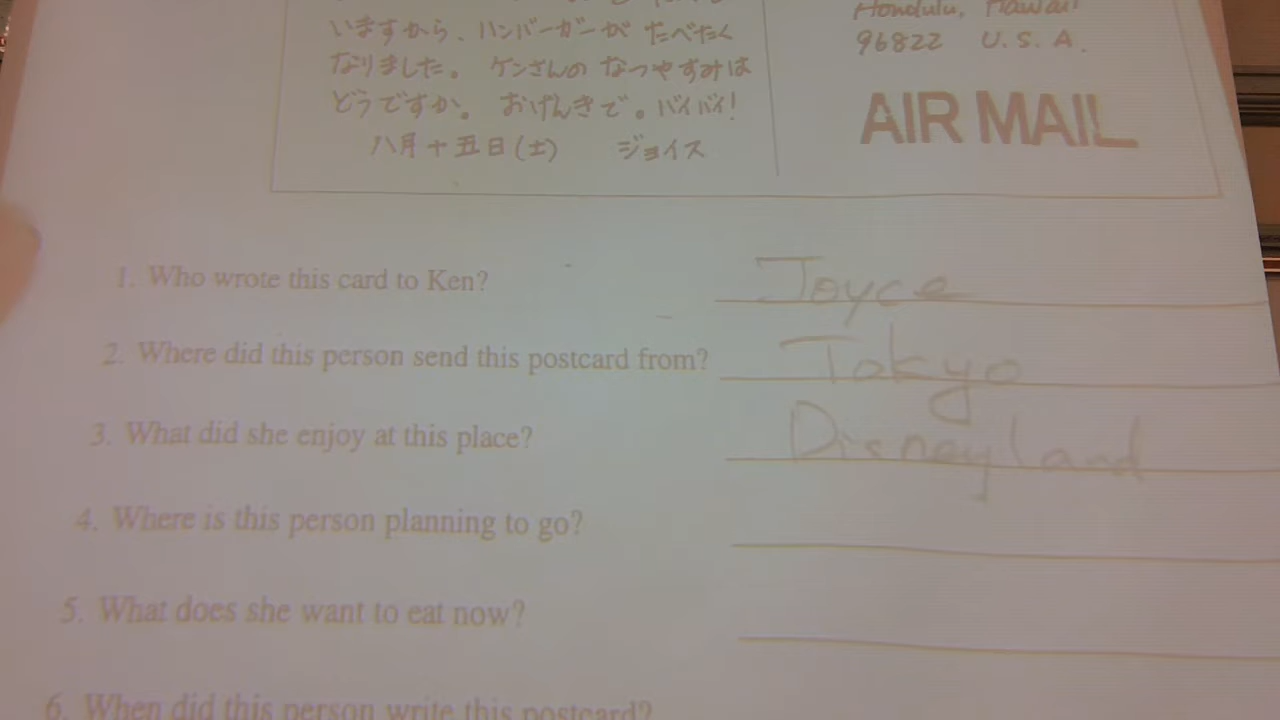 Honolulu, Hawaii
いますから、ハンバーガーが たべたく
96822 U.S.A.
なりました。 ケンさんの なつやすみは
どうですか。 おげんきで。バイバイ!
AIR MAIL
八月十五日(土) ジョイス
1. Who wrote this card to Ken? Joyce
2. Where did this person send this postcard from? Tokyo
3. What did she enjoy at this place? Disneyland
4. Where is this person planning to go?
5. What does she want to eat now?
6. When did this person write this postcard?